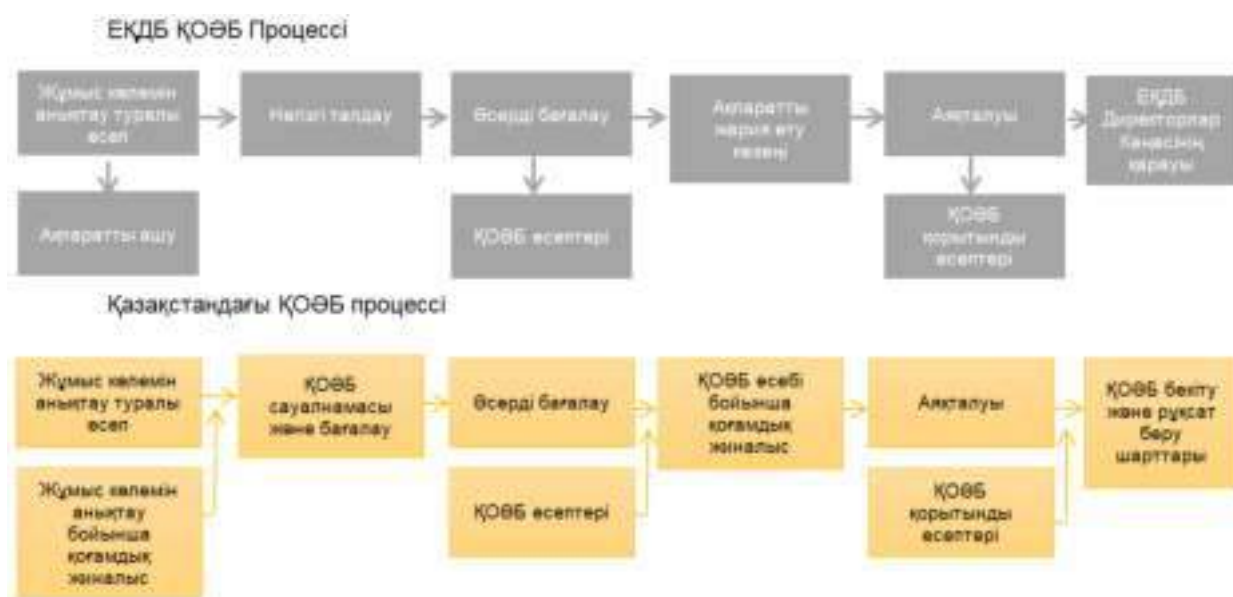 ЕҚДБ ҚОӘБ Процессі
Жұмыс көлемін
анықтау туралы
есеп
Негізгі талдау
Әсерді бағалау
Ақпаратты
жария ету
кезеңі
Аяқталуы
ЕҚДБ
Директорлар
Кеңесінің
қарауы
Ақпаратты ашу
ҚОӘБ есептері
ҚОӘБ
қорытынды
есептері
Қазақстандағы ҚОӘБ процессі
Жұмыс көлемін
анықтау туралы
есеп
ҚОӘБ
сауалнамасы
және бағалау
Әсерді бағалау
ҚОӘБ есебі
бойынша
қоғамдық
жиналыс
Аяқталуы
ҚОӘБ бекіту
және рұқсат
беру
шарттары
Жұмыс көлемін
анықтау
бойынша
қоғамдық
жиналыс
ҚОӘБ есептері
ҚОӘБ
қорытынды
есептері